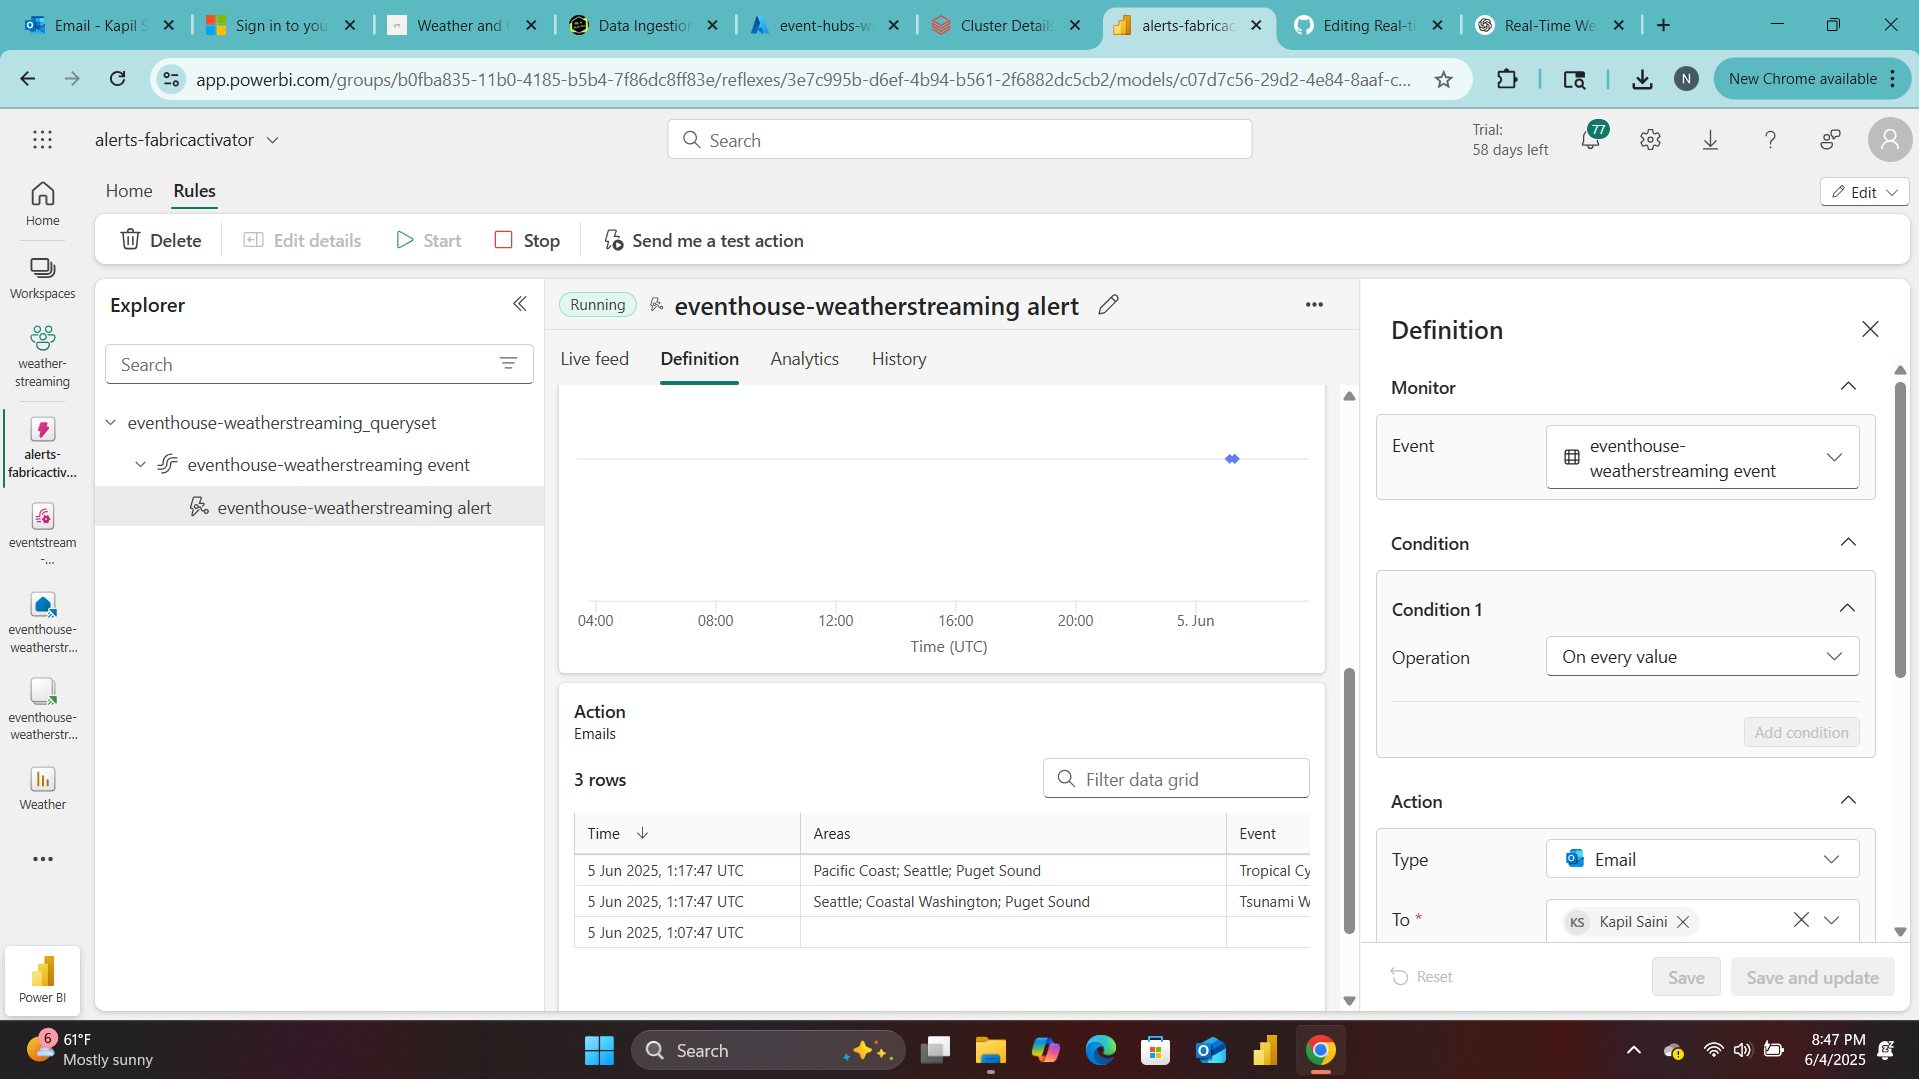 Email - Kapil S
Sign in to you
Weather and
Data Ingestion
event-hubs-w
Cluster Details
alerts-fabricac
Editing Real-ti
Real-Time We
app.powerbi.com/groups/b0fba835-11b0-4185-b5b4-7f86dc8ff83e/reflexes/3e7c995b-d6ef-4b94-b561-2f6882dc5cb2/models/c07d7c56-29d2-4e84-8aaf-c...
N
New Chrome available
alerts-fabricactivator
Search
Trial:
58 days left
77
Home
Rules
Edit
Delete
Edit details
Start
Stop
Send me a test action
Home
Workspaces
weather-
streaming
alerts-
fabricactiv...
eventstream
-...
eventhouse-
weatherstr...
eventhouse-
weatherstr...
Weather
Power BI
Explorer
Search
eventhouse-weatherstreaming_queryset
eventhouse-weatherstreaming event
eventhouse-weatherstreaming alert
Running
eventhouse-weatherstreaming alert
Live feed
Definition
Analytics
History
04:00
08:00
12:00
16:00
20:00
5. Jun
Time (UTC)
Action
Emails
3 rows
Filter data grid
Time
Areas
Event
5 Jun 2025, 1:17:47 UTC
Pacific Coast; Seattle; Puget Sound
Tropical Cy
5 Jun 2025, 1:17:47 UTC
Seattle; Coastal Washington; Puget Sound
Tsunami W
5 Jun 2025, 1:07:47 UTC
Definition
Monitor
Event
eventhouse-
weatherstreaming event
Condition
Condition 1
Operation
On every value
Add condition
Action
Type
Email
To *
KS
Kapil Saini
Reset
Save
Save and update
6
61°F
Mostly sunny
Search
8:47 PM
6/4/2025